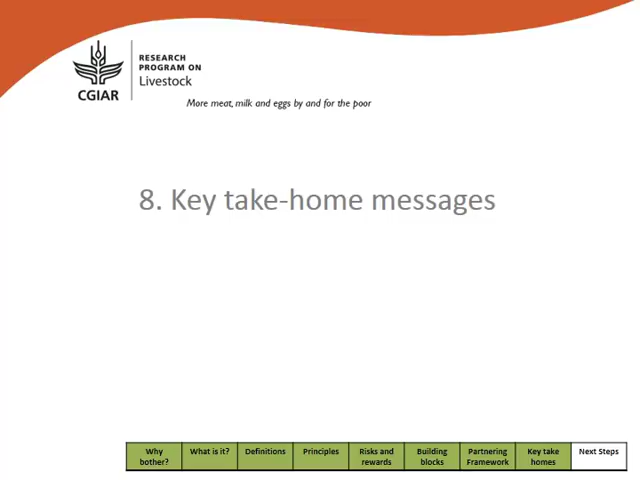 RESEARCH
PROGRAM ON
Livestock
CGIAR
More meat, milk and eggs by and for the poor
8. Key take-home messages
Why bother?
What is it?
Definitions
Principles
Risks and rewards
Building blocks
Partnering Framework
Key take homes
Next Steps